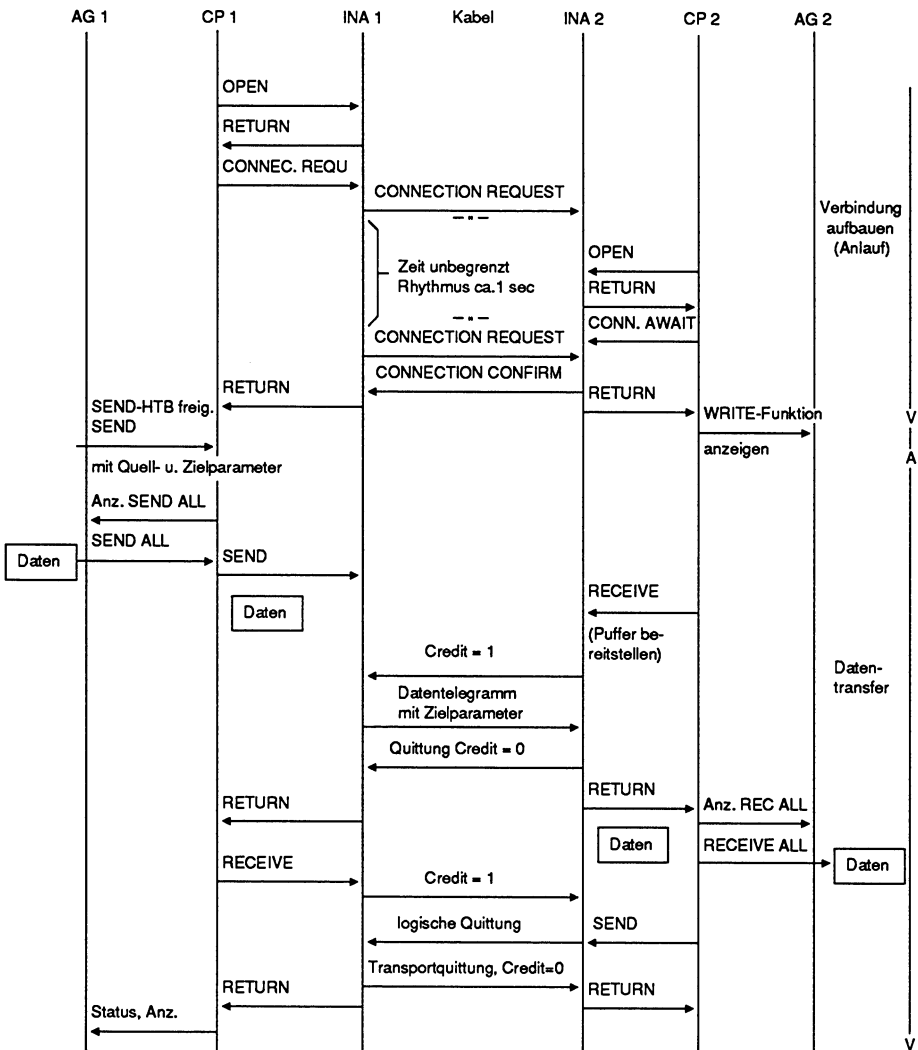 AG 1 CP 1 INA 1 Kabel INA 2 CP 2 AG 2
OPEN
RETURN
CONNEC. REQU
CONNECTION REQUEST
– " –
Verbindung
aufbauen
(Anlauf)
OPEN
Zeit unbegrenzt
Rhythmus ca.1 sec
RETURN
– " –
CONN. AWAIT
CONNECTION REQUEST
CONNECTION CONFIRM
RETURN
RETURN
SEND-HTB freig.
WRITE-Funktion
V
SEND
anzeigen
A
mit Quell- u. Zielparameter
Anz. SEND ALL
SEND ALL
Daten
SEND
Daten
RECEIVE
(Puffer be-
reitstellen)
Credit = 1
Daten-
transfer
Datentelegramm
mit Zielparameter
Quittung Credit = 0
RETURN
RETURN
Anz. REC ALL
Daten
RECEIVE ALL
Daten
RECEIVE
Credit = 1
logische Quittung
SEND
Transportquittung, Credit=0
RETURN
RETURN
Status, Anz.
V